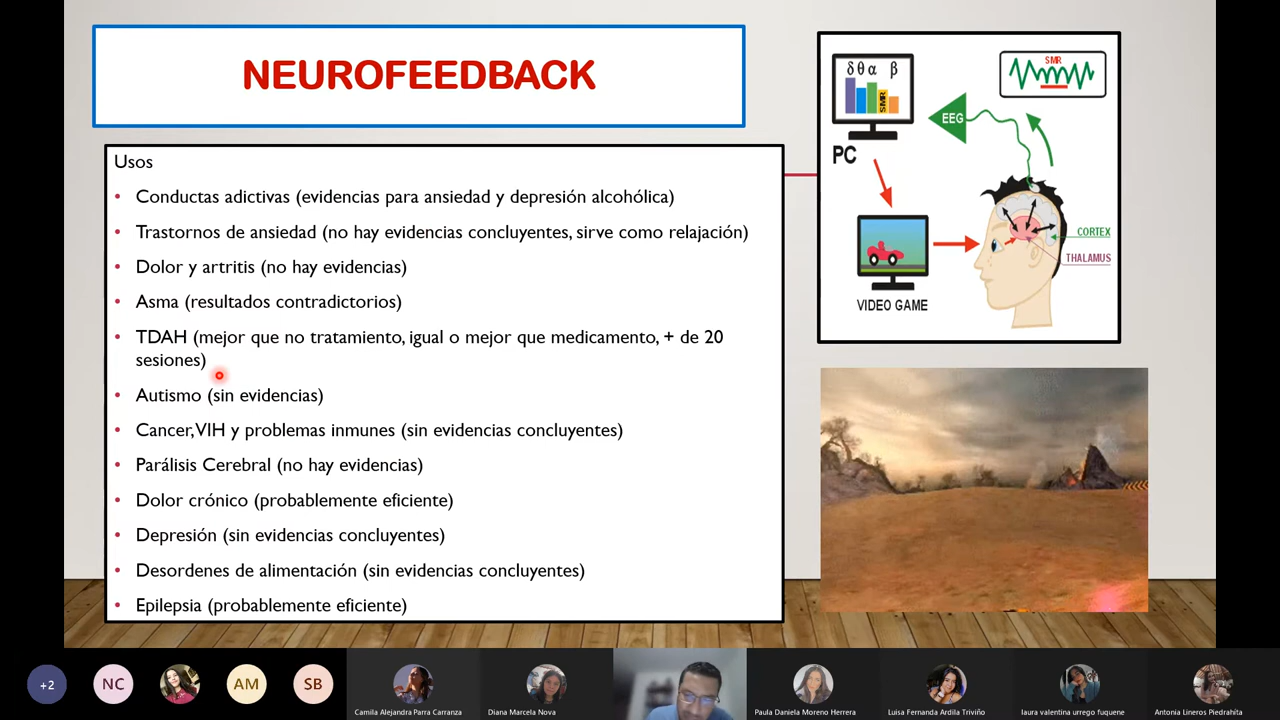 NEUROFEEDBACK
Usos
• Conductas adictivas (evidencias para ansiedad y depresión alcohólica)
• Trastornos de ansiedad (no hay evidencias concluyentes, sirve como relajación)
• Dolor y artritis (no hay evidencias)
• Asma (resultados contradictorios)
• TDAH (mejor que no tratamiento, igual o mejor que medicamento, + de 20
sesiones)
• Autismo (sin evidencias)
• Cancer, VIH y problemas inmunes (sin evidencias concluyentes)
• Parálisis Cerebral (no hay evidencias)
• Dolor crónico (probablemente eficiente)
• Depresión (sin evidencias concluyentes)
• Desordenes de alimentación (sin evidencias concluyentes)
• Epilepsia (probablemente eficiente)
δ θ α β
SMR
SMR
EEG
PC
CORTEX
THALAMUS
VIDEO GAME
+2
NC
AM
SB
Camila Alejandra Parra Carranza
Diana Marcela Nova
Paula Daniela Moreno Herrera
Luisa Fernanda Ardila Triviño
laura valentina urrego fuquene
Antonia Lineros Piedrahíta